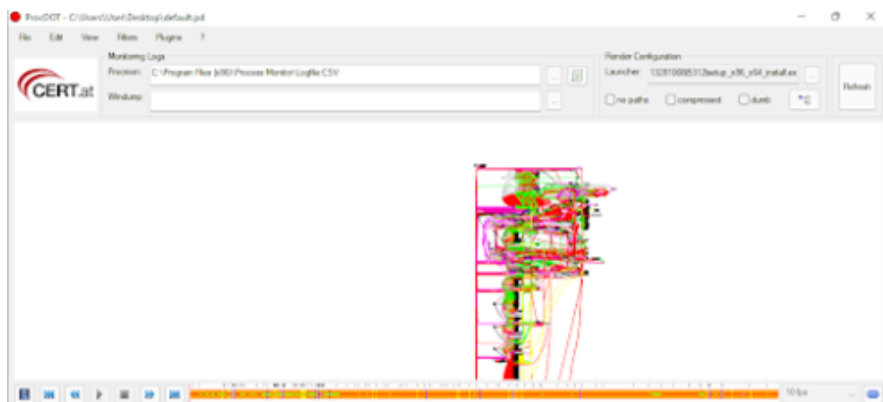 ProcDOT - C:\Users\User\Desktop\default.pd
File Edit View Filters Plugins ?
Monitoring Logs
Procmon: C:\Program Files (x86)\Process Monitor\Logfile.CSV
Windump:
Render Configuration
Launcher:
no paths compressed dumb
Refresh
CERT.at
10 fps